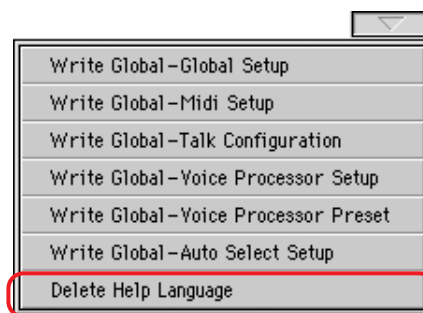 Write Global-Global Setup
Write Global-Midi Setup
Write Global-Talk Configuration
Write Global-Voice Processor Setup
Write Global-Voice Processor Preset
Write Global-Auto Select Setup
Delete Help Language